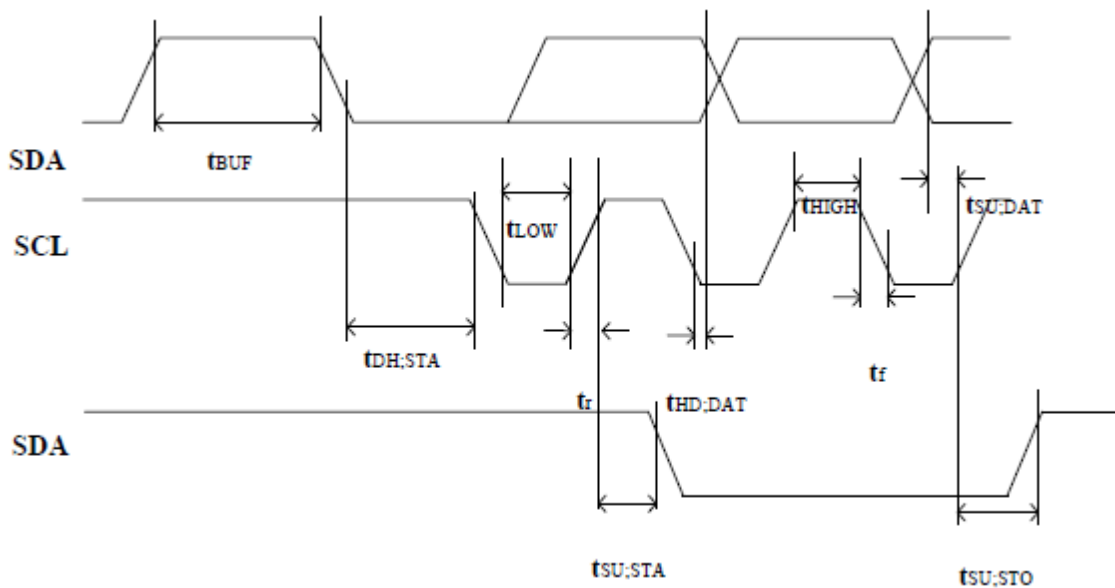 SDA
tBUF
SCL
tLOW
tHIGH
tSU;DAT
tDH;STA
tf
tr
tHD;DAT
SDA
tSU;STA
tSU;STO